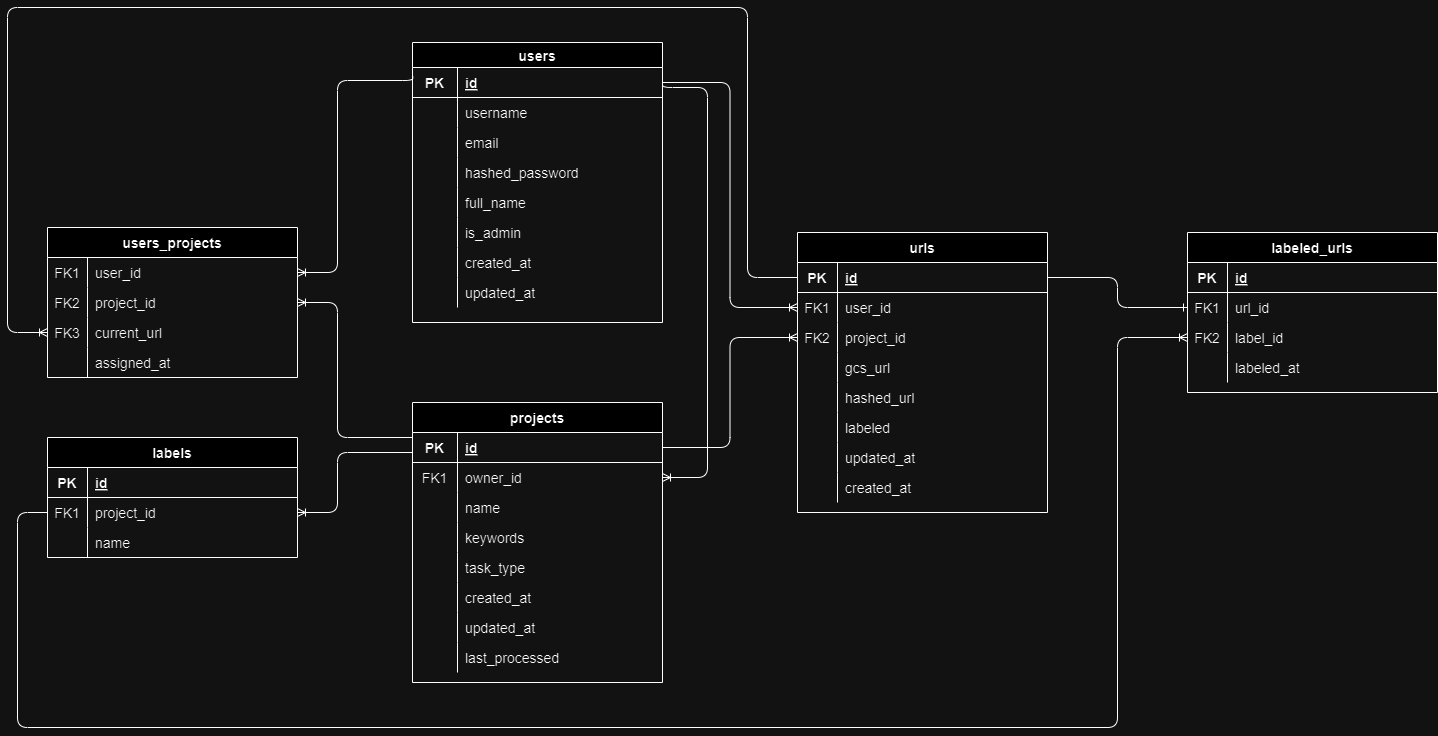 users
PK id
username
email
hashed_password
full_name
is_admin
created_at
updated_at
users_projects
FK1 user_id
FK2 project_id
FK3 current_url
assigned_at
urls
PK id
FK1 user_id
FK2 project_id
gcs_url
hashed_url
labeled
updated_at
created_at
labeled_urls
PK id
FK1 url_id
FK2 label_id
labeled_at
labels
PK id
FK1 project_id
name
projects
PK id
FK1 owner_id
name
keywords
task_type
created_at
updated_at
last_processed